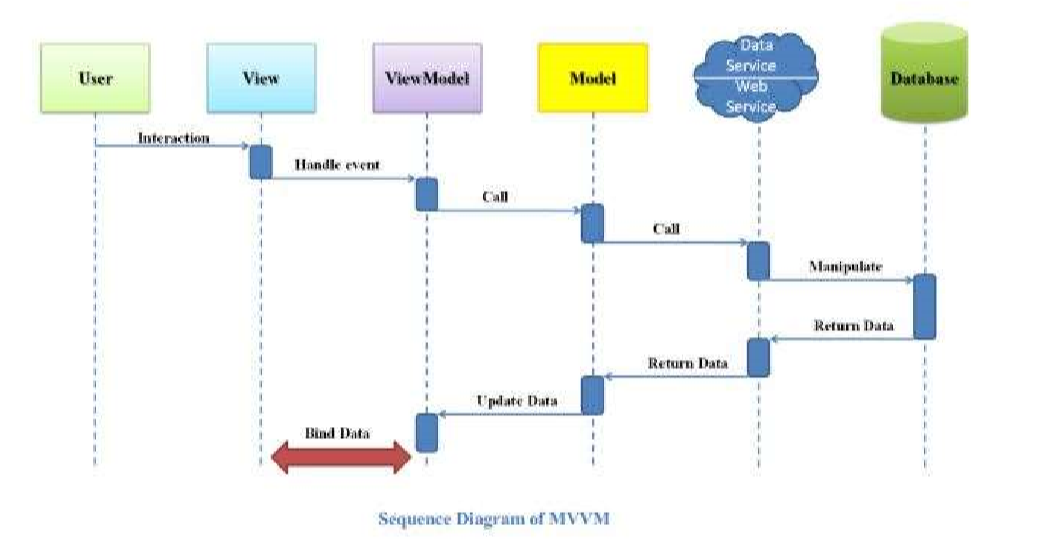 User
View
ViewModel
Model
Data
Service
Web
Service
Database
Interaction
Handle event
Call
Call
Manipulate
Return Data
Return Data
Update Data
Bind Data
Sequence Diagram of MVVM